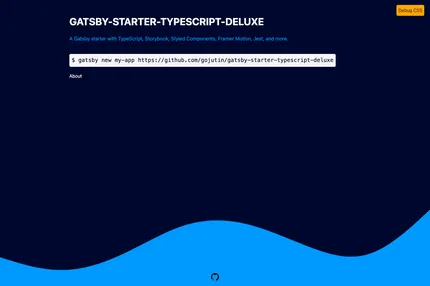 GATSBY-STARTER-TYPESCRIPT-DELUXE
Debug CSS
A Gatsby starter with TypeScript, Storybook, Styled Components, Framer Motion, Jest, and more.
$ gatsby new my-app https://github.com/gojutin/gatsby-starter-typescript-deluxe
About